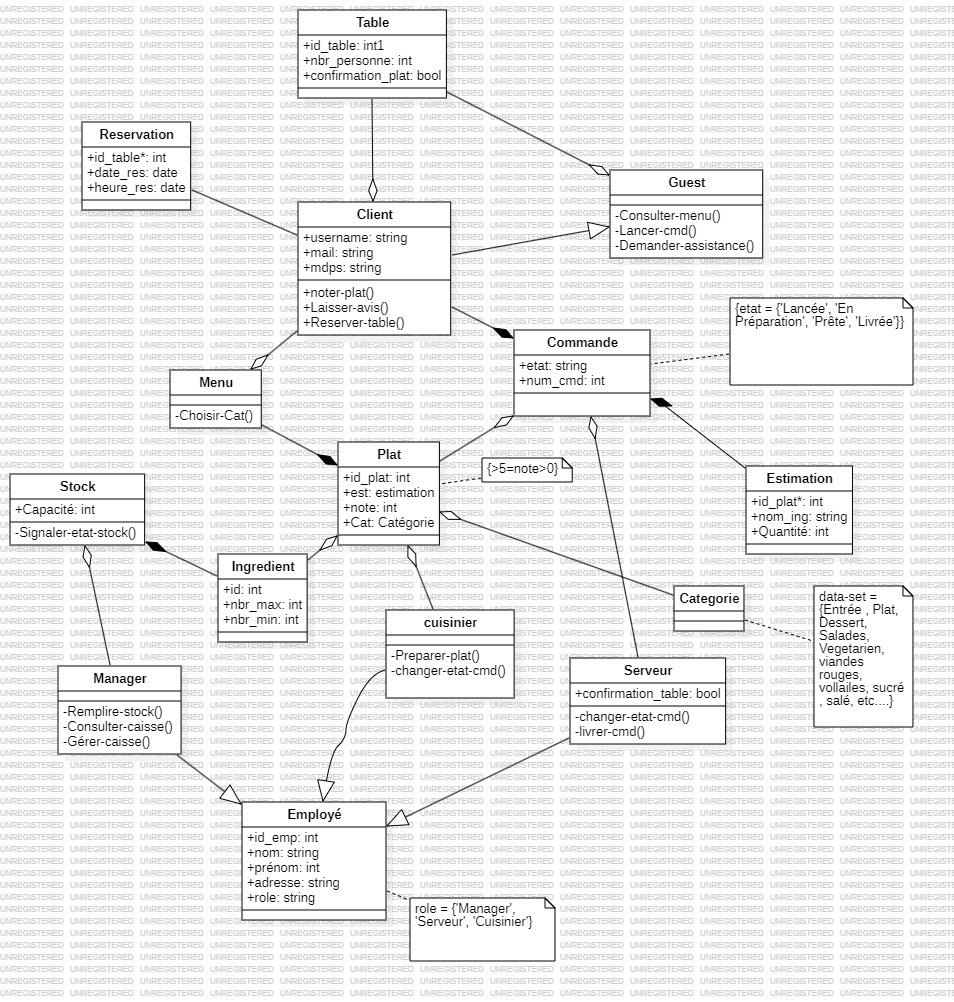 Table
+id_table: int1
+nbr_personne: int
+confirmation_plat: bool
Reservation
+id_table*: int
+date_res: date
+heure_res: date
Guest
-Consulter-menu()
-Lancer-cmd()
-Demander-assistance()
Client
+username: string
+mail: string
+mdps: string
+noter-plat()
+Laisser-avis()
+Reserver-table()
{etat = {'Lancée', 'En
Préparation', 'Prête', 'Livrée'}}
Commande
+etat: string
+num_cmd: int
Menu
-Choisir-Cat()
Plat
+id_plat: int
+est: estimation
+note: int
+Cat: Catégorie
{>5=note>0}
Estimation
+id_plat*: int
+nom_ing: string
+Quantité: int
Stock
+Capacité: int
-Signaler-etat-stock()
Ingredient
+id: int
+nbr_max: int
+nbr_min: int
cuisinier
-Preparer-plat()
-changer-etat-cmd()
Categorie
data-set =
{Entrée , Plat,
Dessert,
Salades,
Vegetarien,
viandes
rouges,
vollailes, sucré
, salé, etc....}
Manager
-Remplire-stock()
-Consulter-caisse()
-Gérer-caisse()
Serveur
+confirmation_table: bool
-changer-etat-cmd()
-livrer-cmd()
Employé
+id_emp: int
+nom: string
+prénom: int
+adresse: string
+role: string
role = {'Manager',
'Serveur', 'Cuisinier'}
UNREGISTERED